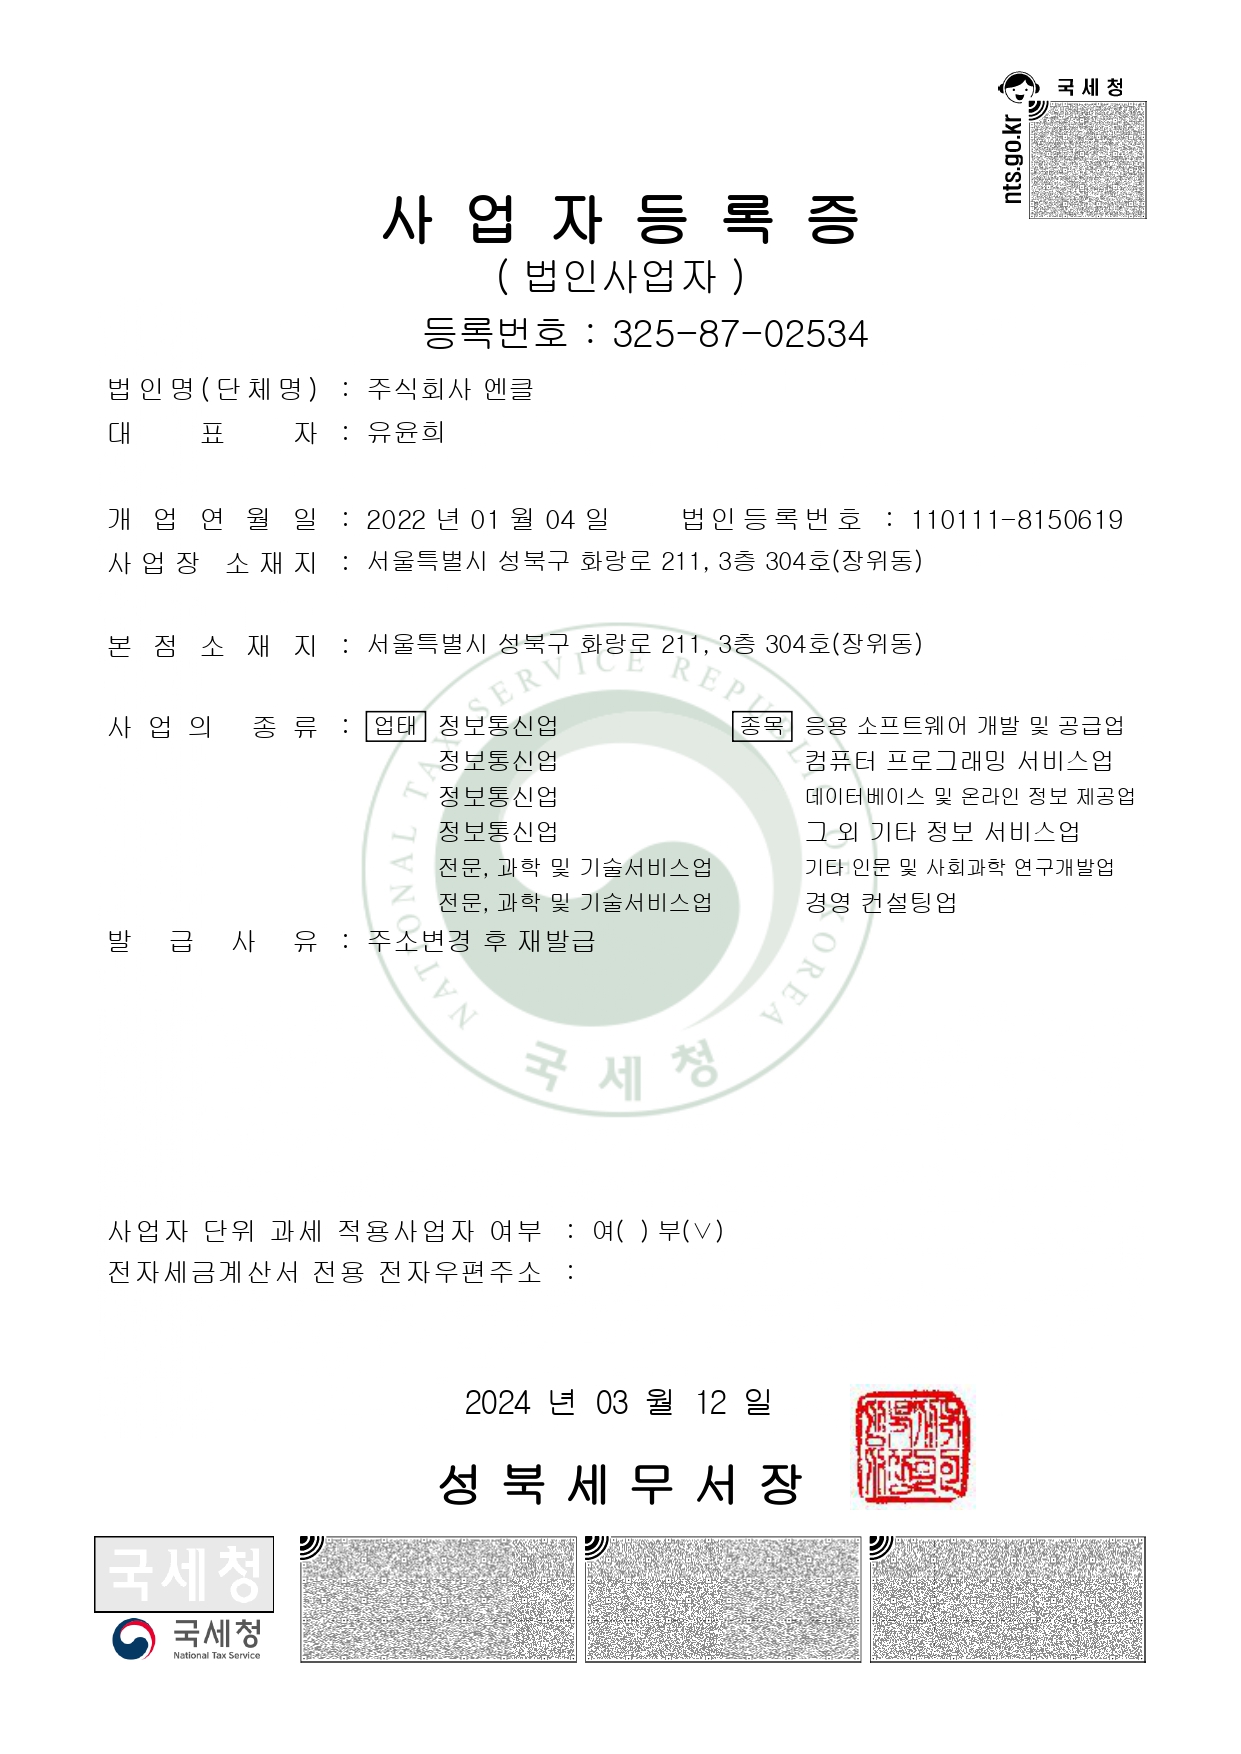 국세청
nts.go.kr
사업자등록증
( 법인사업자 )
등록번호 : 325-87-02534
법인명(단체명) : 주식회사 엔클
대 표 자 : 유윤희
개 업 연 월 일 : 2022 년 01 월 04 일 법인등록번호 : 110111-8150619
사업장 소재지 : 서울특별시 성북구 화랑로 211, 3층 304호(장위동)
본 점 소 재 지 : 서울특별시 성북구 화랑로 211, 3층 304호(장위동)
사 업 의 종 류 : 업태 정보통신업 종목 응용 소프트웨어 개발 및 공급업
정보통신업 컴퓨터 프로그래밍 서비스업
정보통신업 데이터베이스 및 온라인 정보 제공업
정보통신업 그 외 기타 정보 서비스업
전문, 과학 및 기술서비스업 기타 인문 및 사회과학 연구개발업
전문, 과학 및 기술서비스업 경영 컨설팅업
발 급 사 유 : 주소변경 후 재발급
NATIONAL TAX SERVICE REPUBLIC OF KOREA
국세청
사업자 단위 과세 적용사업자 여부 : 여( ) 부(∨)
전자세금계산서 전용 전자우편주소 :
2024 년 03 월 12 일
성북세무서장
국세청
국세청
National Tax Service